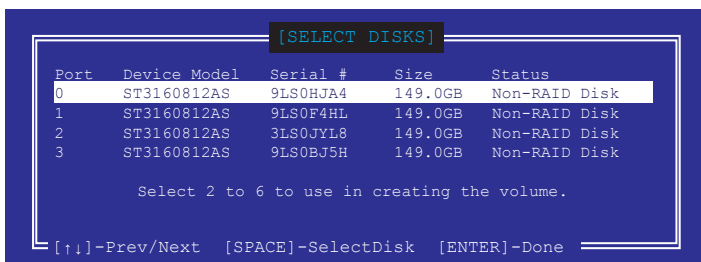 [SELECT DISKS]
Port Device Model Serial # Size Status
0 ST3160812AS 9LS0HJA4 149.0GB Non-RAID Disk
1 ST3160812AS 9LS0F4HL 149.0GB Non-RAID Disk
2 ST3160812AS 3LS0JYL8 149.0GB Non-RAID Disk
3 ST3160812AS 9LS0BJ5H 149.0GB Non-RAID Disk
Select 2 to 6 to use in creating the volume.
[↑↓]-Prev/Next [SPACE]-SelectDisk [ENTER]-Done